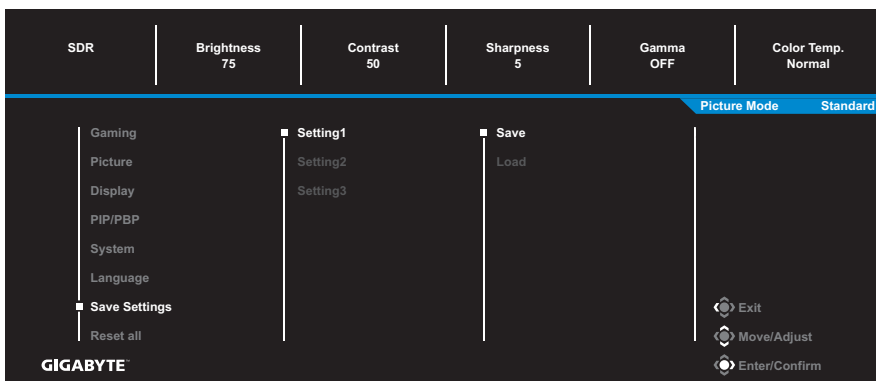 SDR Brightness Contrast Sharpness Gamma Color Temp.
75 50 5 OFF Normal
Picture Mode Standard
Gaming Setting1 Save
Picture Setting2 Load
Display Setting3
PIP/PBP
System
Language
Save Settings Exit
Reset all Move/Adjust
GIGABYTE™ Enter/Confirm